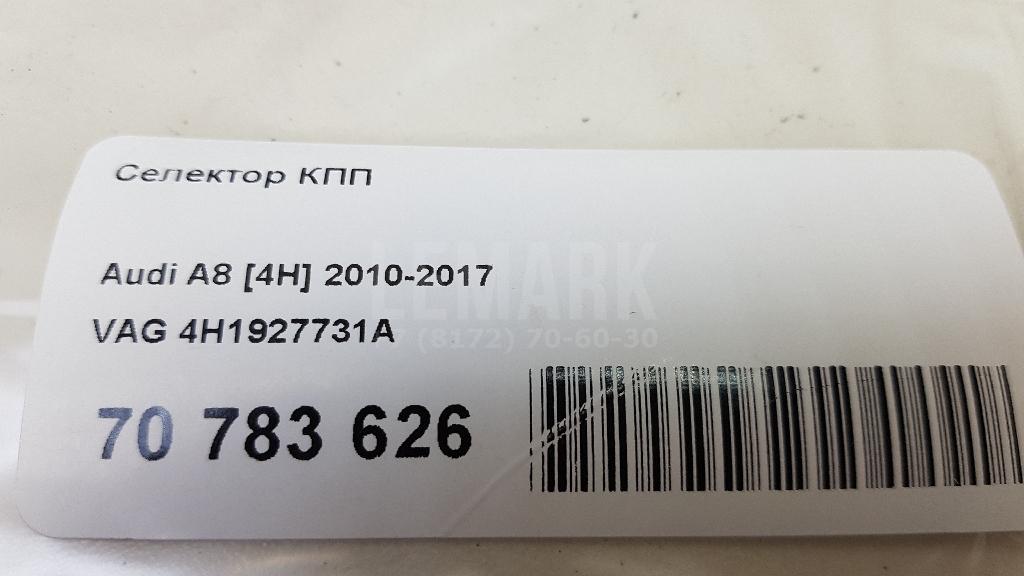 Селектор КПП
Audi A8 [4H] 2010-2017
LEMARK
VAG 4H1927731A
(8172) 70-60-30
70 783 626